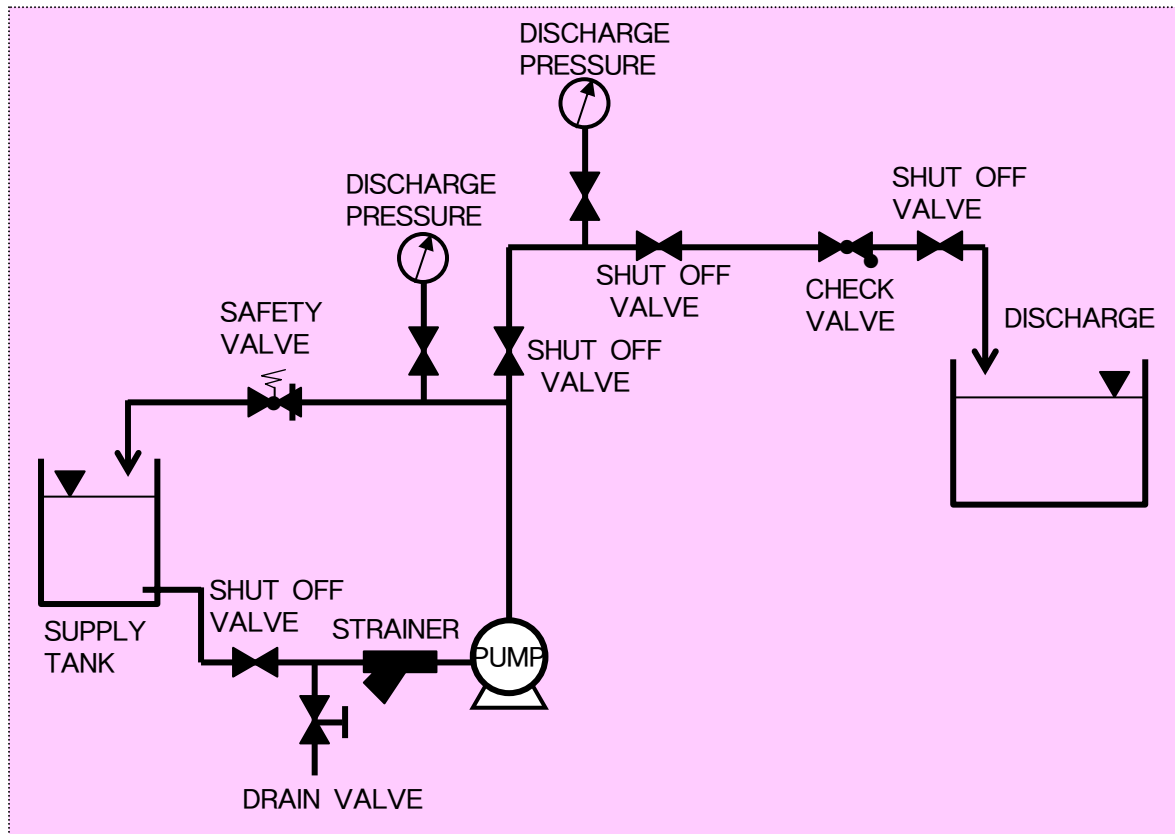 DISCHARGE
PRESSURE
DISCHARGE
PRESSURE
SHUT OFF
VALVE
SHUT OFF
VALVE
CHECK
VALVE
DISCHARGE
SAFETY
VALVE
SHUT OFF
VALVE
SUPPLY
TANK
SHUT OFF
VALVE
STRAINER
PUMP
DRAIN VALVE